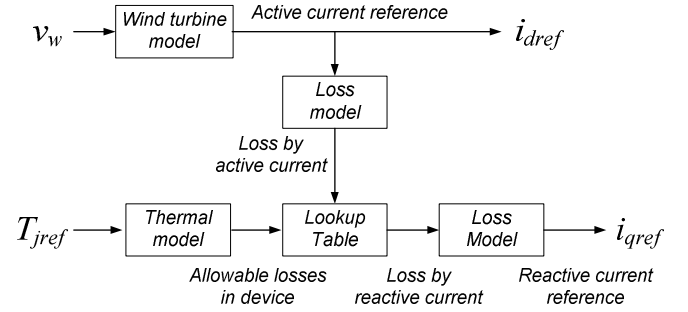 Active current reference
v_w
Wind turbine
model
i_dref
Loss
model
Loss by
active current
T_jref
Thermal
model
Lookup
Table
Loss
Model
i_qref
Allowable losses
in device
Loss by
reactive current
Reactive current
reference